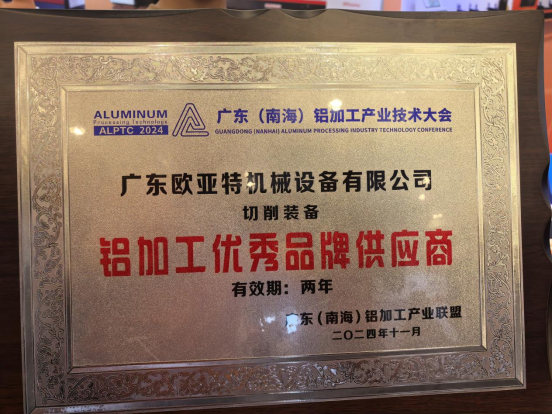 ALUMINUM
Processing Technology
ALPTC 2024
广东（南海）铝加工产业技术大会
GUANGDONG (NANHAI) ALUMINUM PROCESSING INDUSTRY TECHNOLOGY CONFERENCE
广东欧亚特机械设备有限公司
切削装备
铝加工优秀品牌供应商
有效期：两年
广东（南海）铝加工产业联盟
二〇二四年十一月